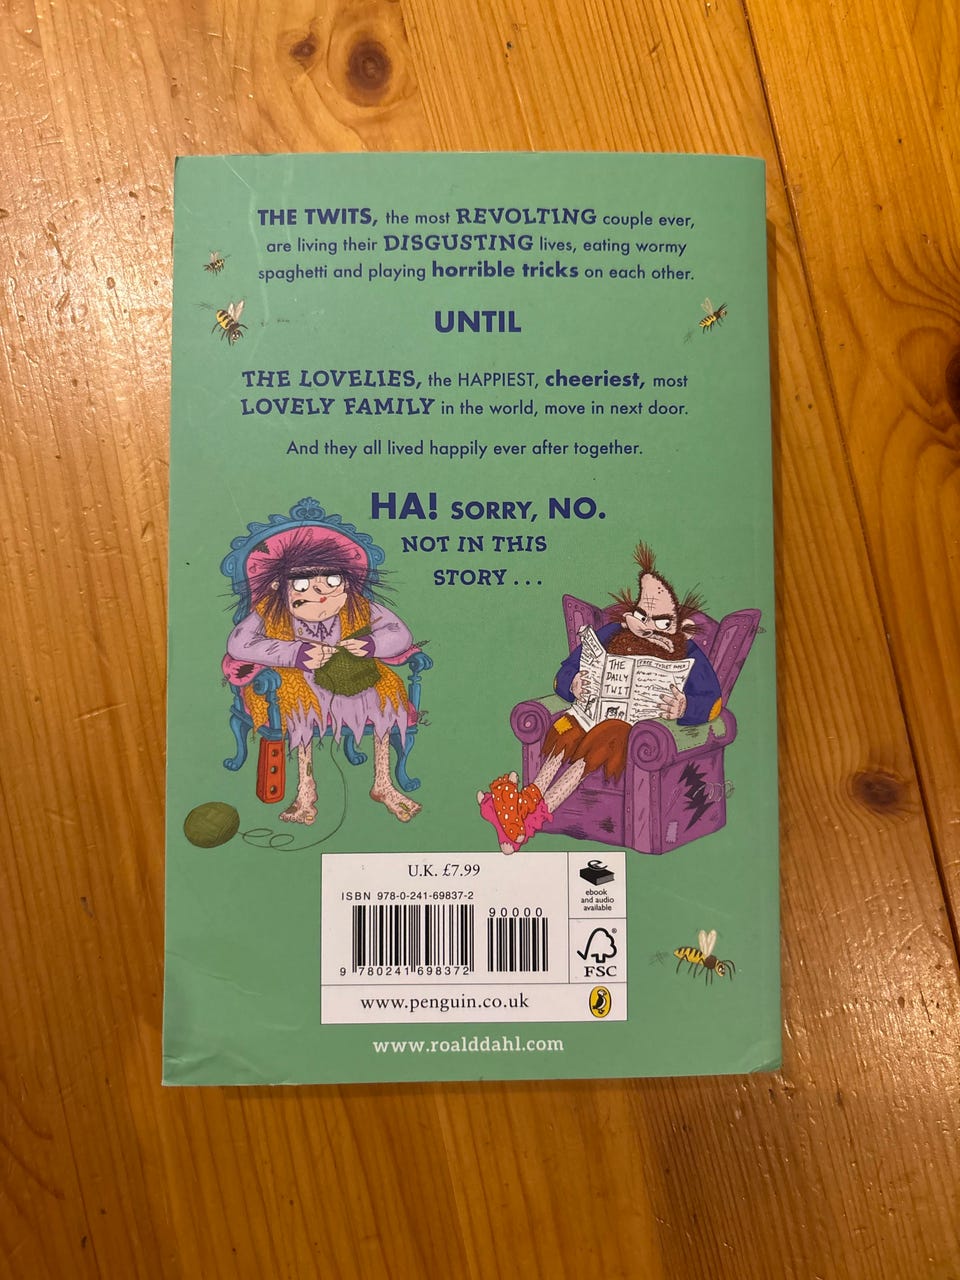 THE TWITS, the most REVOLTING couple ever,
are living their DISGUSTING lives, eating wormy
spaghetti and playing horrible tricks on each other.
UNTIL
THE LOVELIES, the HAPPIEST, cheeriest, most
LOVELY FAMILY in the world, move in next door.
And they all lived happily ever after together.
HA! SORRY, NO.
NOT IN THIS
STORY . . .
THE
DAILY
TWIT
FREE TOILET PAPER
U.K. £7.99
ISBN 978-0-241-69837-2
90000
9 780241 698372
ebook
and audio
available
FSC®
www.penguin.co.uk
www.roalddahl.com